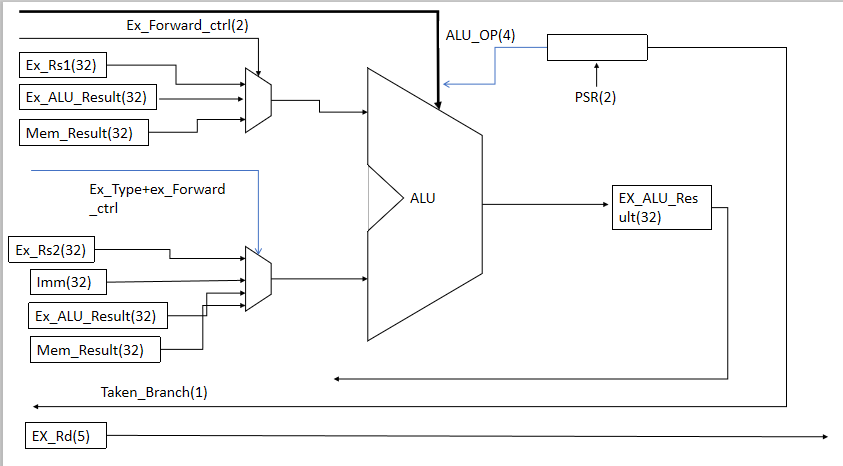 Ex_Forward_ctrl(2)
ALU_OP(4)
Ex_Rs1(32)
Ex_ALU_Result(32)
PSR(2)
Mem_Result(32)
Ex_Type+ex_Forward
_ctrl
ALU
EX_ALU_Res
ult(32)
Ex_Rs2(32)
Imm(32)
Ex_ALU_Result(32)
Mem_Result(32)
Taken_Branch(1)
EX_Rd(5)